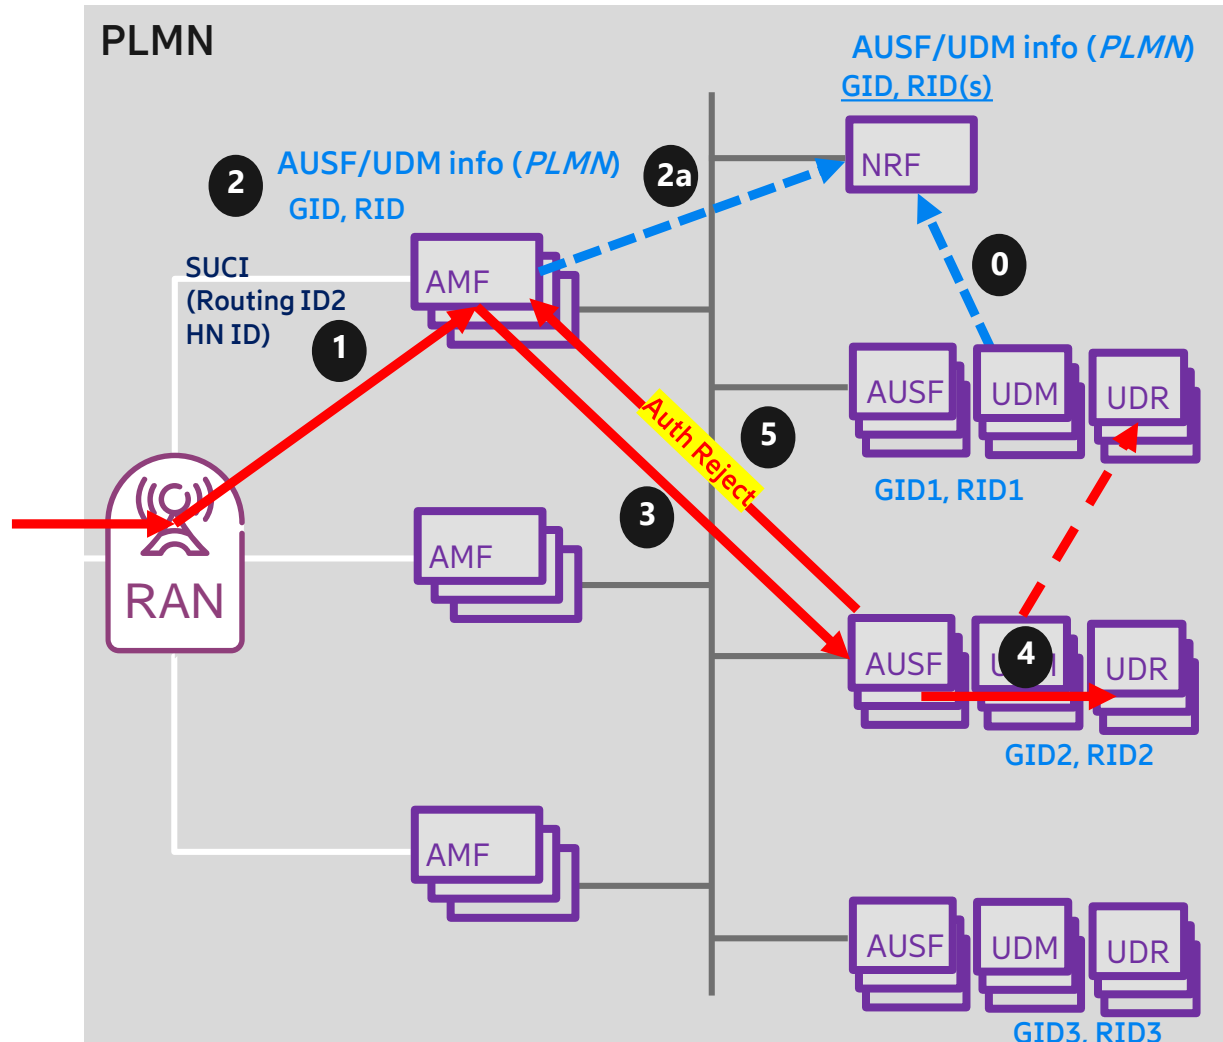 PLMN
AUSF/UDM info (PLMN)
GID, RID(s)
NRF
2
AUSF/UDM info (PLMN)
GID, RID
2a
0
SUCI
(Routing ID2
HN ID)
AMF
1
AUSF
UDM
UDR
GID1, RID1
Auth Reject
5
3
RAN
AMF
AUSF
UDM
4
UDR
GID2, RID2
AMF
AUSF
UDM
UDR
GID3, RID3